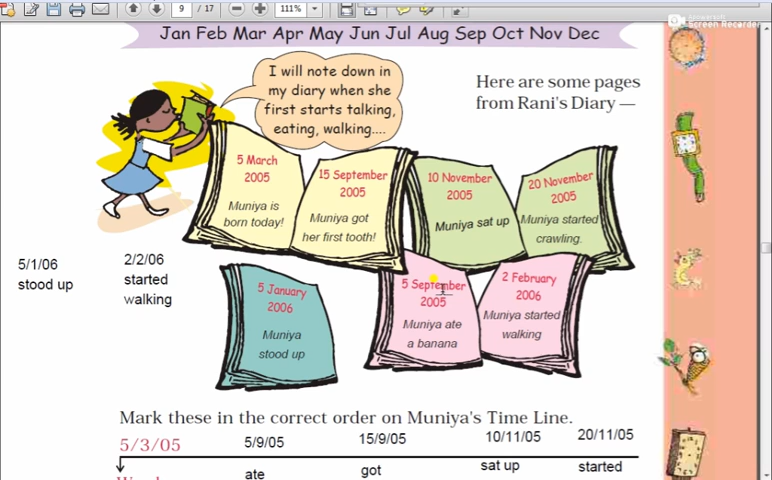 9 / 17
111%
Screen Recorder
Jan Feb Mar Apr May Jun Jul Aug Sep Oct Nov Dec
I will note down in
my diary when she
first starts talking,
eating, walking....
Here are some pages
from Rani's Diary —
5 March
2005
Muniya is
born today!
15 September
2005
Muniya got
her first tooth!
10 November
2005
Muniya sat up
20 November
2005
Muniya started
crawling.
5/1/06
stood up
2/2/06
started
walking
5 January
2006
Muniya
stood up
5 September
2005
Muniya ate
a banana
2 February
2006
Muniya started
walking
Mark these in the correct order on Muniya's Time Line.
5/3/05
5/9/05
15/9/05
10/11/05
20/11/05
ate
got
sat up
started